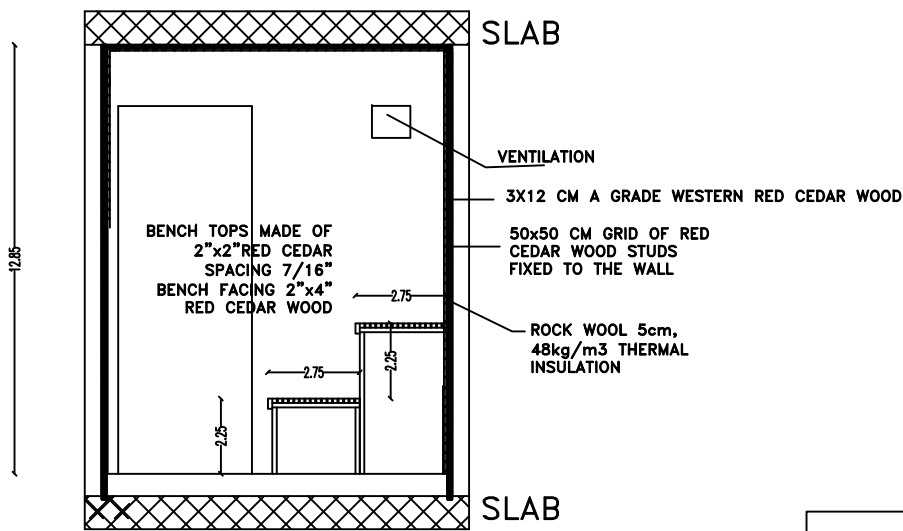 SLAB
VENTILATION
3X12 CM A GRADE WESTERN RED CEDAR WOOD
50x50 CM GRID OF RED
CEDAR WOOD STUDS
FIXED TO THE WALL
BENCH TOPS MADE OF
2"x2"RED CEDAR
SPACING 7/16"
BENCH FACING 2"x4"
RED CEDAR WOOD
12.85
2.75
ROCK WOOL 5cm,
48kg/m3 THERMAL
INSULATION
2.25
2.75
2.25
SLAB